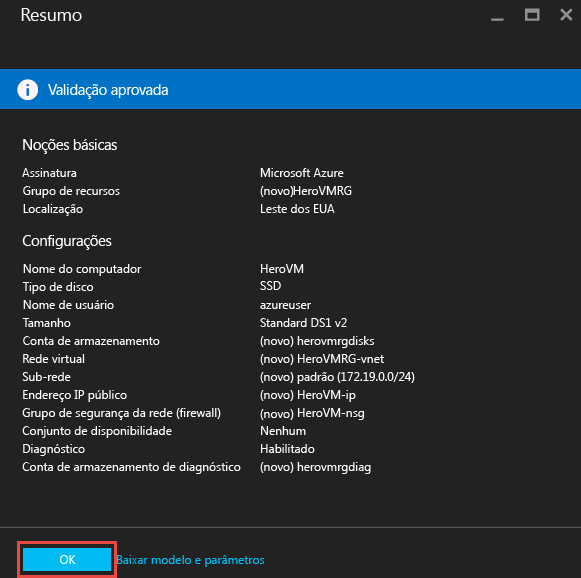 Resumo
Validação aprovada
Noções básicas
Assinatura Microsoft Azure
Grupo de recursos (novo)HeroVMRG
Localização Leste dos EUA
Configurações
Nome do computador HeroVM
Tipo de disco SSD
Nome de usuário azureuser
Tamanho Standard DS1 v2
Conta de armazenamento (novo) herovmrgdisks
Rede virtual (novo) HeroVMRG-vnet
Sub-rede (novo) padrão (172.19.0.0/24)
Endereço IP público (novo) HeroVM-ip
Grupo de segurança da rede (firewall) (novo) HeroVM-nsg
Conjunto de disponibilidade Nenhum
Diagnóstico Habilitado
Conta de armazenamento de diagnóstico (novo) herovmrgdiag
OK Baixar modelo e parâmetros